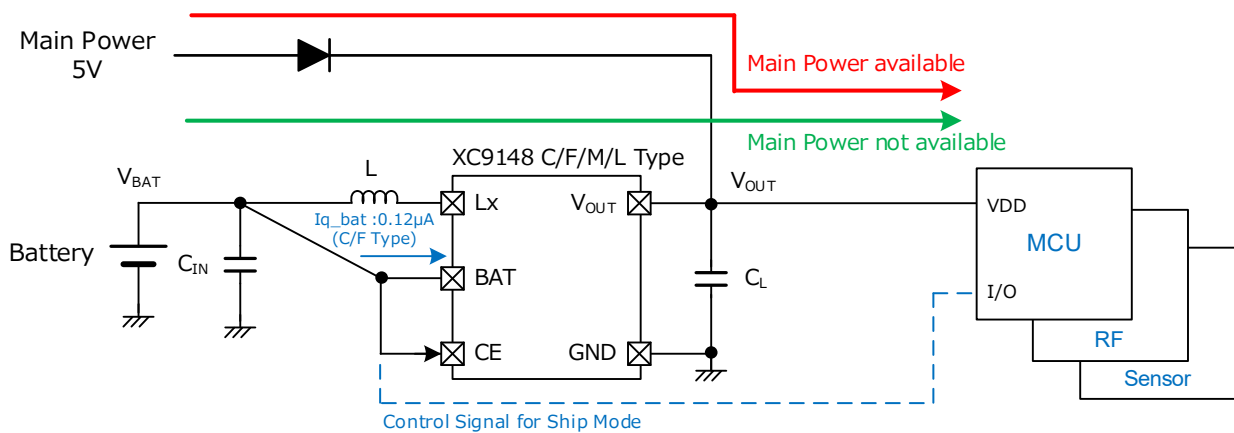 Main Power
5V
Main Power available
Main Power not available
XC9148 C/F/M/L Type
L
VBAT
Lx
VOUT
VOUT
VDD
Iq_bat :0.12µA
(C/F Type)
MCU
Battery
CIN
BAT
CL
I/O
RF
CE
GND
Sensor
Control Signal for Ship Mode